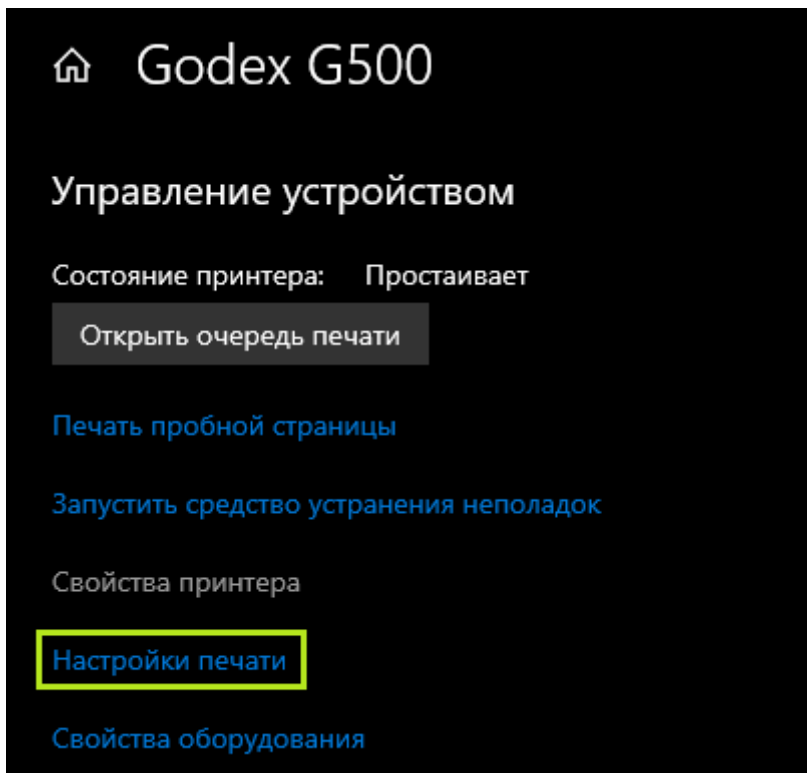 Godex G500
Управление устройством
Состояние принтера: Простаивает
Открыть очередь печати
Печать пробной страницы
Запустить средство устранения неполадок
Свойства принтера
Настройки печати
Свойства оборудования